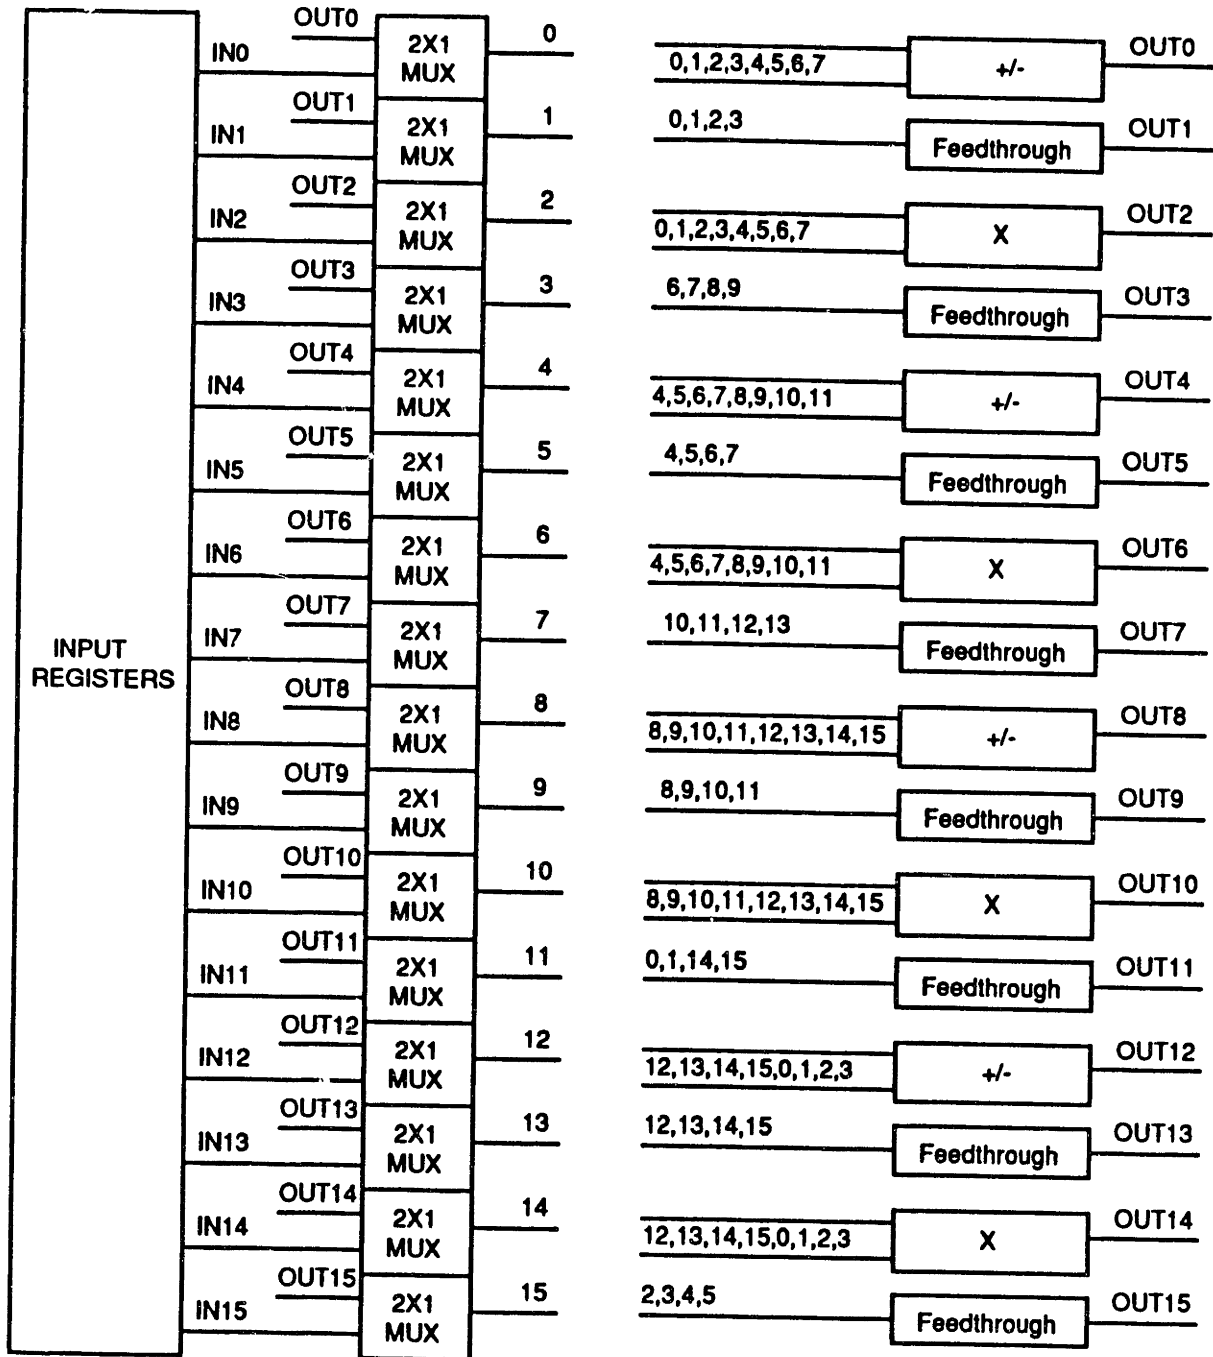 OUT0
IN0
2X1
MUX
0
0,1,2,3,4,5,6,7
+/-
OUT0
OUT1
IN1
2X1
MUX
1
0,1,2,3
Feedthrough
OUT1
OUT2
IN2
2X1
MUX
2
0,1,2,3,4,5,6,7
X
OUT2
OUT3
IN3
2X1
MUX
3
6,7,8,9
Feedthrough
OUT3
OUT4
IN4
2X1
MUX
4
4,5,6,7,8,9,10,11
+/-
OUT4
OUT5
IN5
2X1
MUX
5
4,5,6,7
Feedthrough
OUT5
OUT6
IN6
2X1
MUX
6
4,5,6,7,8,9,10,11
X
OUT6
INPUT
REGISTERS
OUT7
IN7
2X1
MUX
7
10,11,12,13
Feedthrough
OUT7
OUT8
IN8
2X1
MUX
8
8,9,10,11,12,13,14,15
+/-
OUT8
OUT9
IN9
2X1
MUX
9
8,9,10,11
Feedthrough
OUT9
OUT10
IN10
2X1
MUX
10
8,9,10,11,12,13,14,15
X
OUT10
OUT11
IN11
2X1
MUX
11
0,1,14,15
Feedthrough
OUT11
OUT12
IN12
2X1
MUX
12
12,13,14,15,0,1,2,3
+/-
OUT12
OUT13
IN13
2X1
MUX
13
12,13,14,15
Feedthrough
OUT13
OUT14
IN14
2X1
MUX
14
12,13,14,15,0,1,2,3
X
OUT14
OUT15
IN15
2X1
MUX
15
2,3,4,5
Feedthrough
OUT15